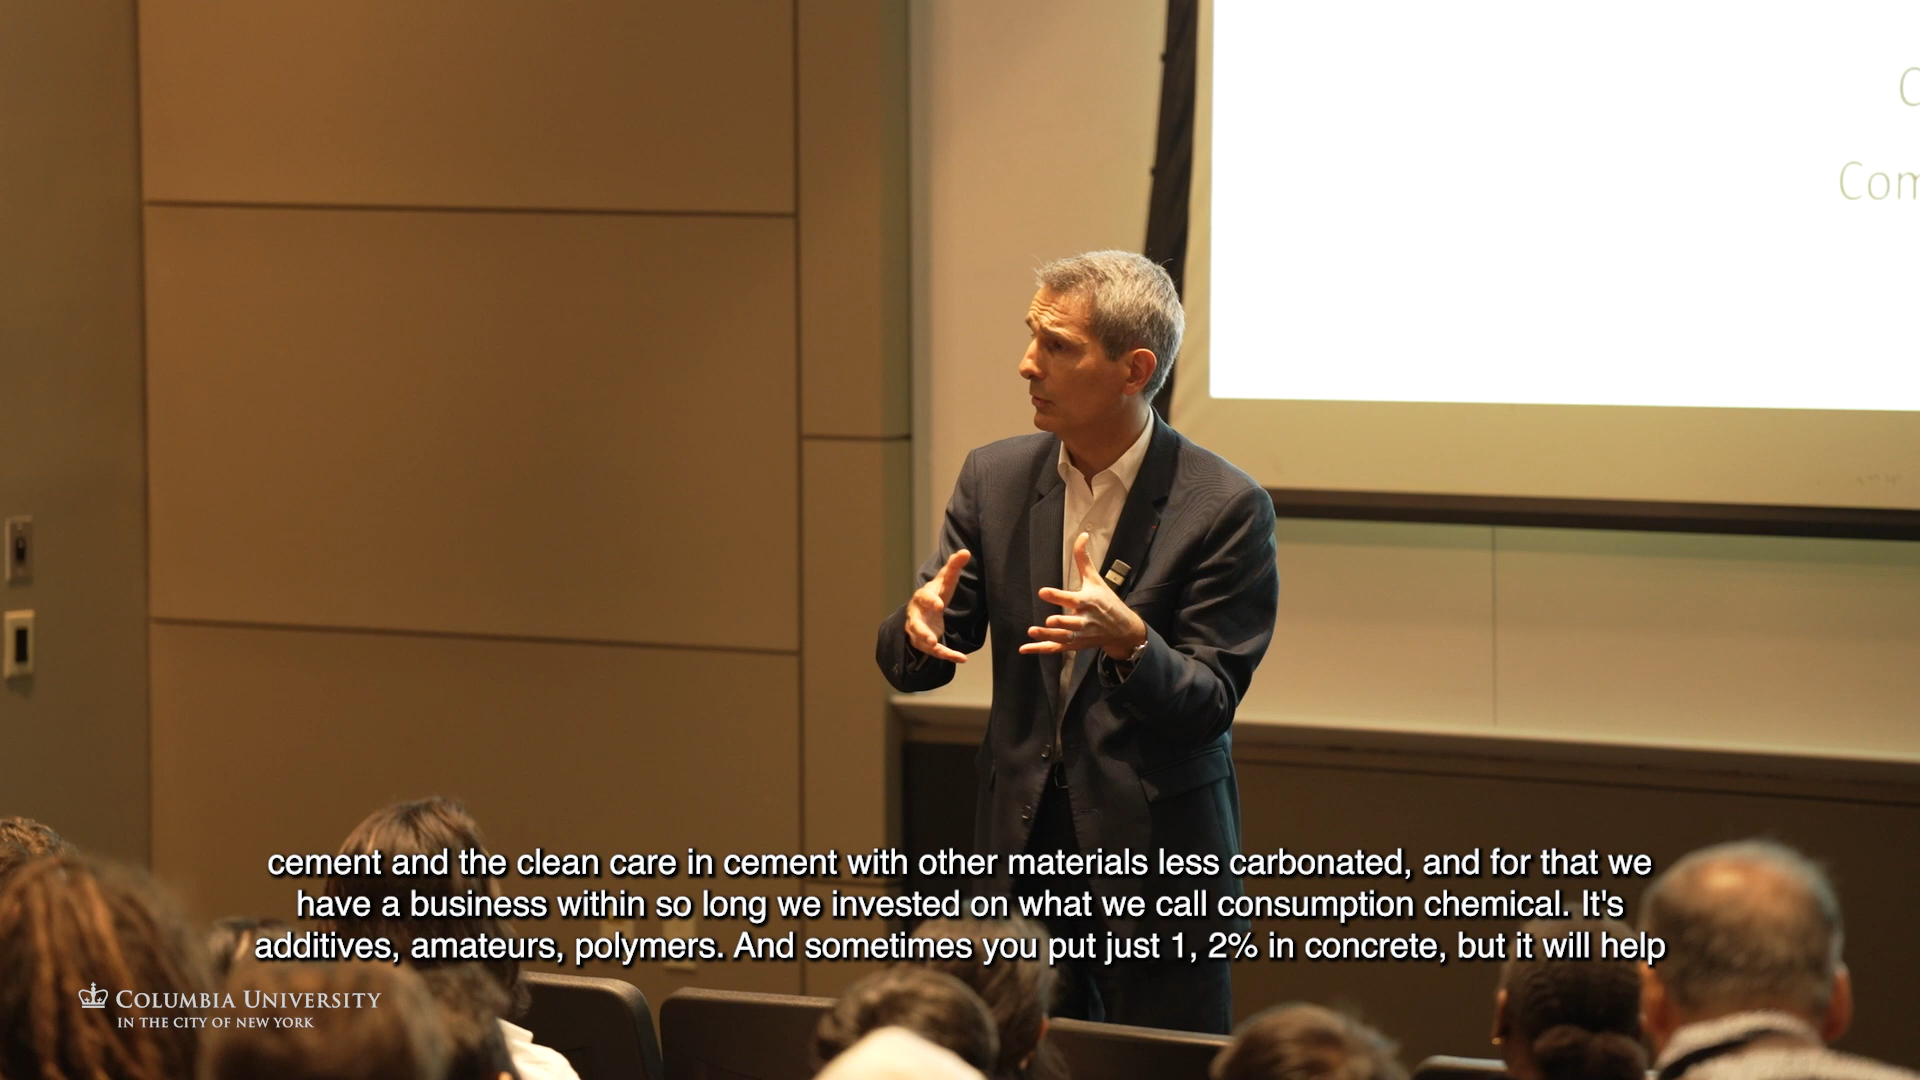 C
Com
cement and the clean care in cement with other materials less carbonated, and for that we
have a business within so long we invested on what we call consumption chemical. It's
additives, amateurs, polymers. And sometimes you put just 1, 2% in concrete, but it will help
COLUMBIA UNIVERSITY
IN THE CITY OF NEW YORK